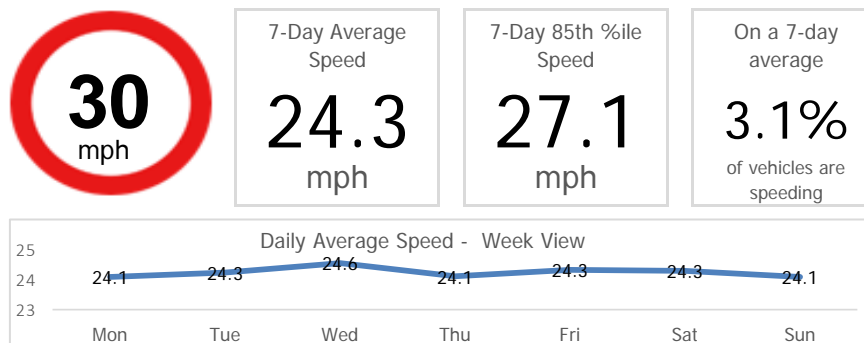 30
mph
7-Day Average
Speed
24.3
mph
7-Day 85th %ile
Speed
27.1
mph
On a 7-day
average
3.1%
of vehicles are
speeding
Daily Average Speed - Week View
25
24
23
24.1 24.3 24.6 24.1 24.3 24.3 24.1
Mon Tue Wed Thu Fri Sat Sun